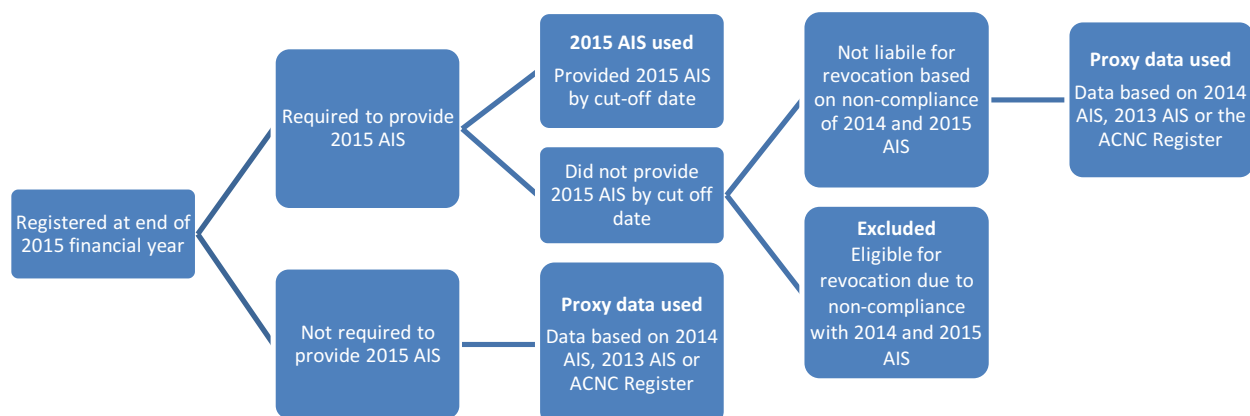 Registered at end of
2015 financial year
Required to provide
2015 AIS
Not required to
provide 2015 AIS
2015 AIS used
Provided 2015 AIS
by cut-off date
Did not provide
2015 AIS by cut off
date
Proxy data used
Data based on 2014
AIS, 2013 AIS or
ACNC Register
Not liabile for
revocation based
on non-compliance
of 2014 and 2015
AIS
Excluded
Eligible for
revocation due to
non-compliance
with 2014 and 2015
AIS
Proxy data used
Data based on 2014
AIS, 2013 AIS or the
ACNC Register